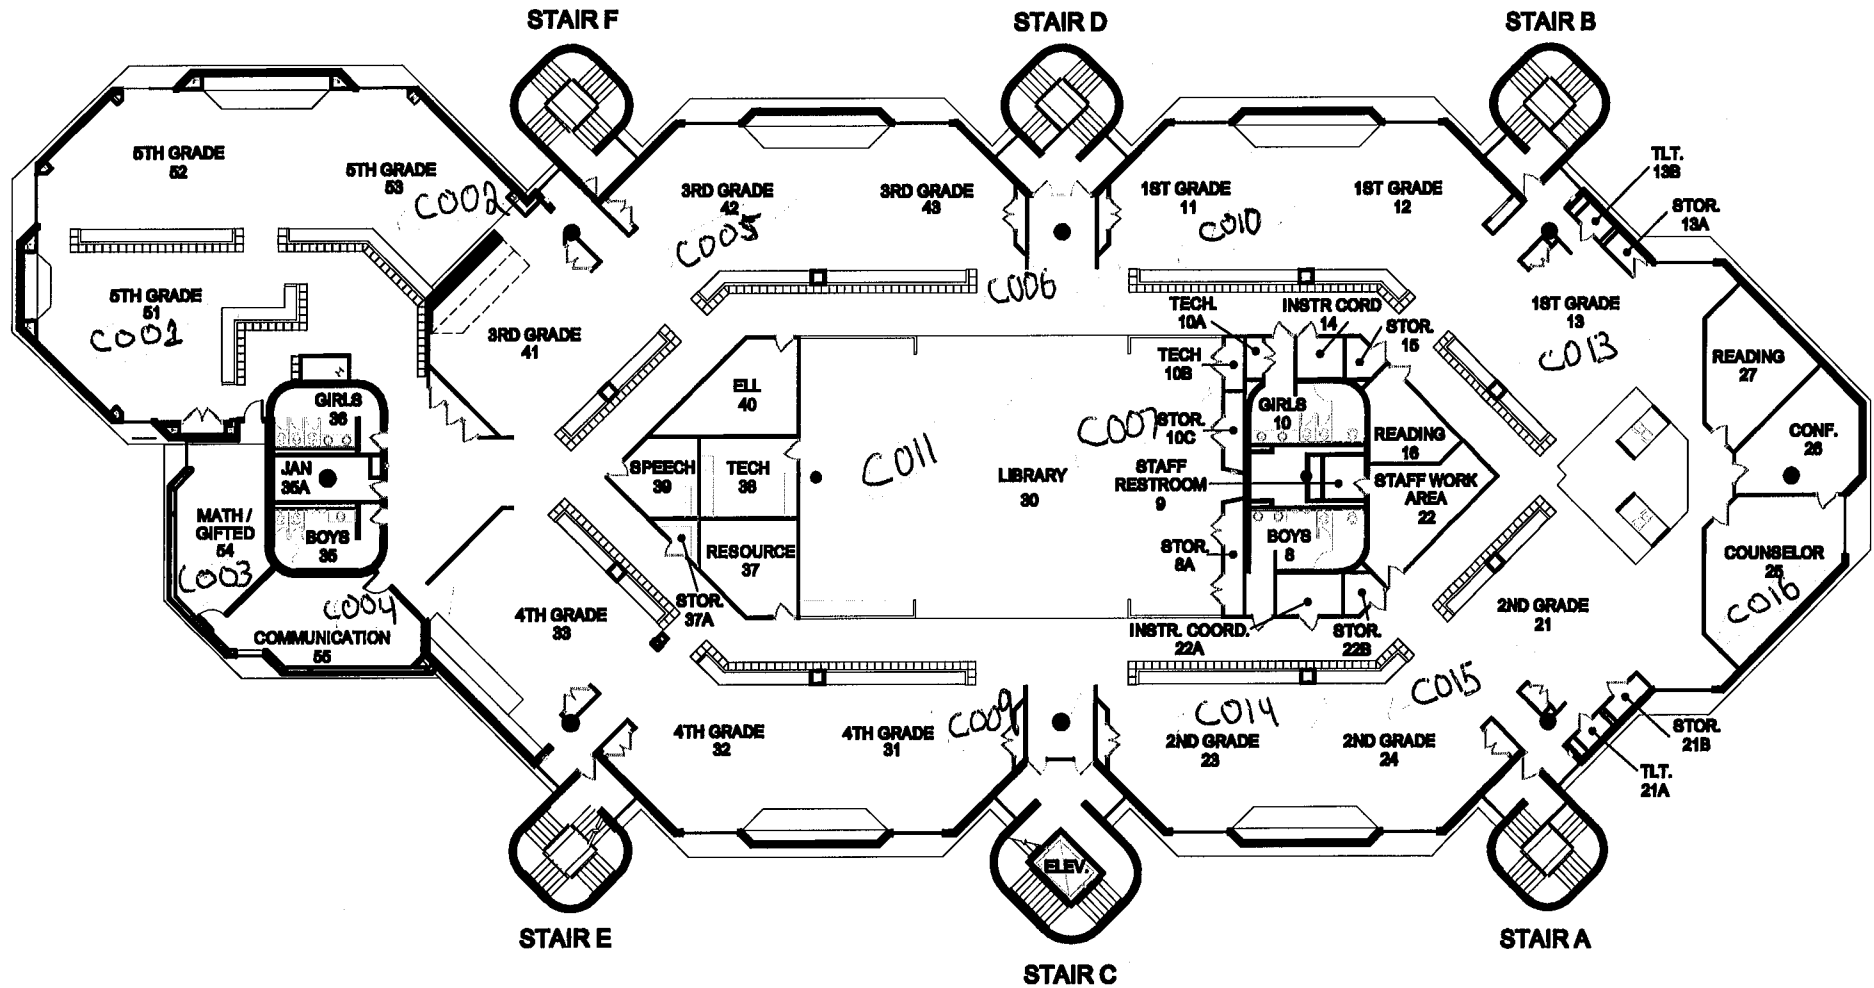 STAIR F
STAIR D
STAIR B
5TH GRADE
52
5TH GRADE
53
C002
3RD GRADE
42
C005
3RD GRADE
43
1ST GRADE
11
C010
1ST GRADE
12
TLT.
13B
STOR.
13A
5TH GRADE
51
C001
3RD GRADE
41
C006
TECH.
10A
INSTR CORD
14
STOR.
15
1ST GRADE
13
C013
READING
27
TECH
10B
ELL
40
GIRLS
36
GIRLS
10
C007
STOR.
10C
READING
16
CONF.
26
JAN
35A
SPEECH
39
TECH
38
C011
LIBRARY
30
STAFF
RESTROOM
9
STAFF WORK
AREA
22
MATH /
GIFTED
54
C003
BOYS
35
RESOURCE
37
STOR.
8A
BOYS
8
COUNSELOR
25
C016
C004
COMMUNICATION
55
4TH GRADE
33
STOR.
37A
INSTR. COORD.
22A
STOR.
22B
2ND GRADE
21
4TH GRADE
32
4TH GRADE
31
C009
C014
2ND GRADE
23
C015
2ND GRADE
24
STOR.
21B
TLT.
21A
ELEV.
STAIR E
STAIR C
STAIR A